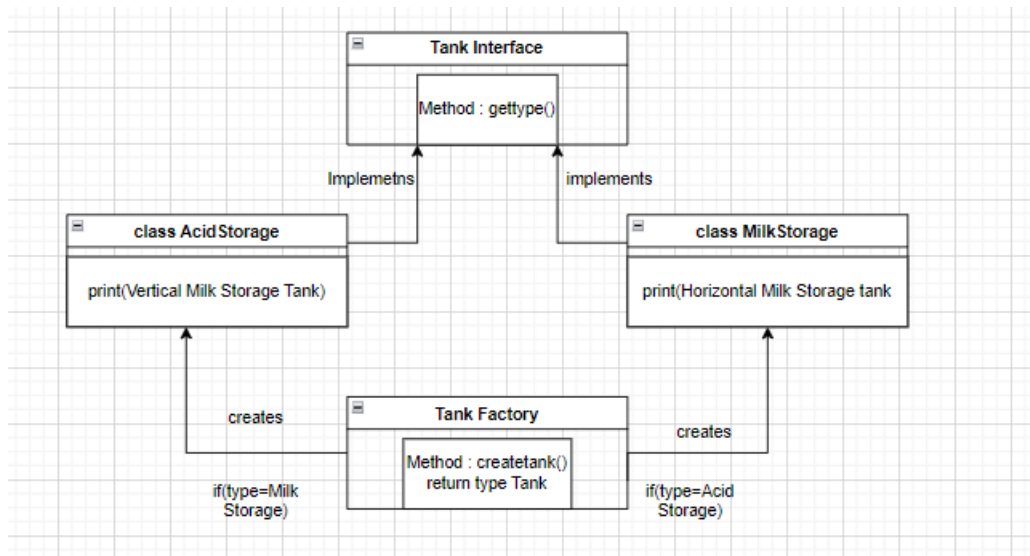 Tank Interface
Method : gettype()
Implemetns
implements
class AcidStorage
class MilkStorage
print(Vertical Milk Storage Tank)
print(Horizontal Milk Storage tank
Tank Factory
creates
creates
Method : createtank()
return type Tank
if(type=Milk
Storage)
if(type=Acid
Storage)